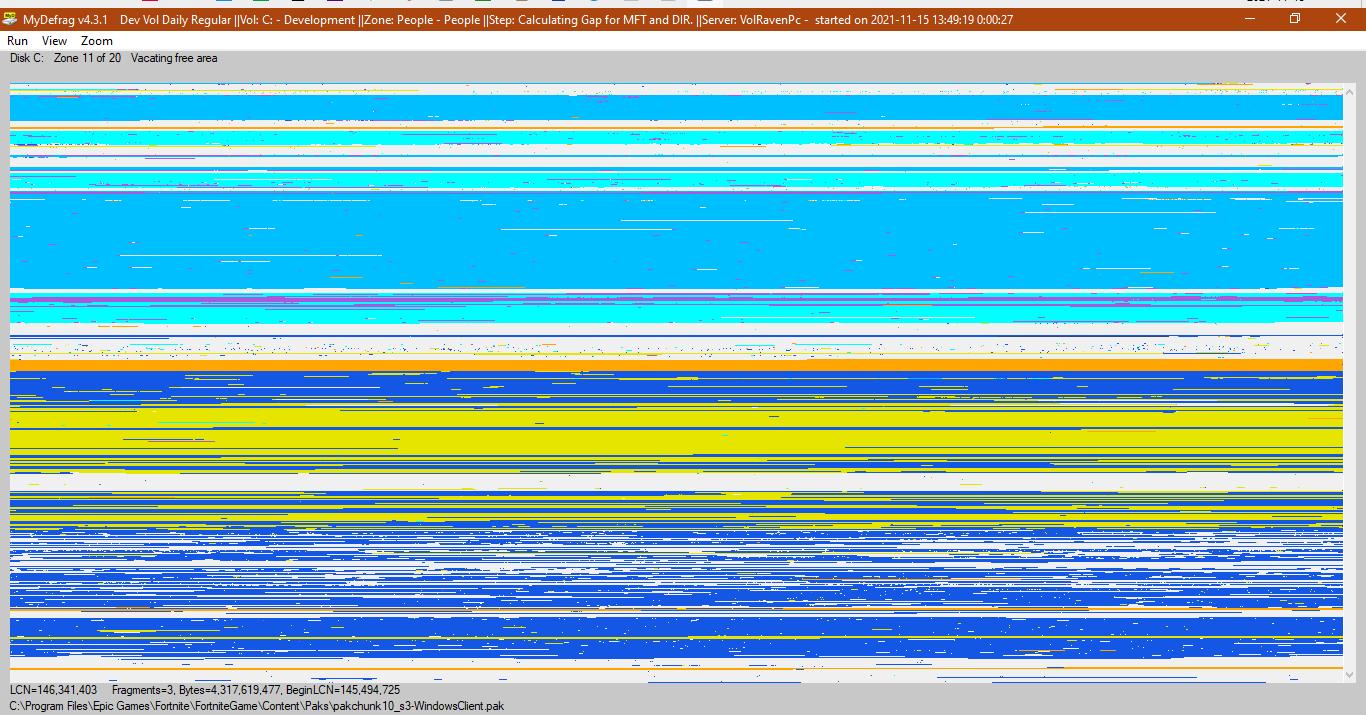 MyDefrag v4.3.1 Dev Vol Daily Regular ||Vol: C: - Development ||Zone: People - People ||Step: Calculating Gap for MFT and DIR. ||Server: VolRavenPc - started on 2021-11-15 13:49:19 0:00:27
Run View Zoom
Disk C: Zone 11 of 20 Vacating free area
LCN=146,341,403 Fragments=3, Bytes=4,317,619,477, BeginLCN=145,494,725
C:\Program Files\Epic Games\Fortnite\FortniteGame\Content\Paks\pakchunk10_s3-WindowsClient.pak